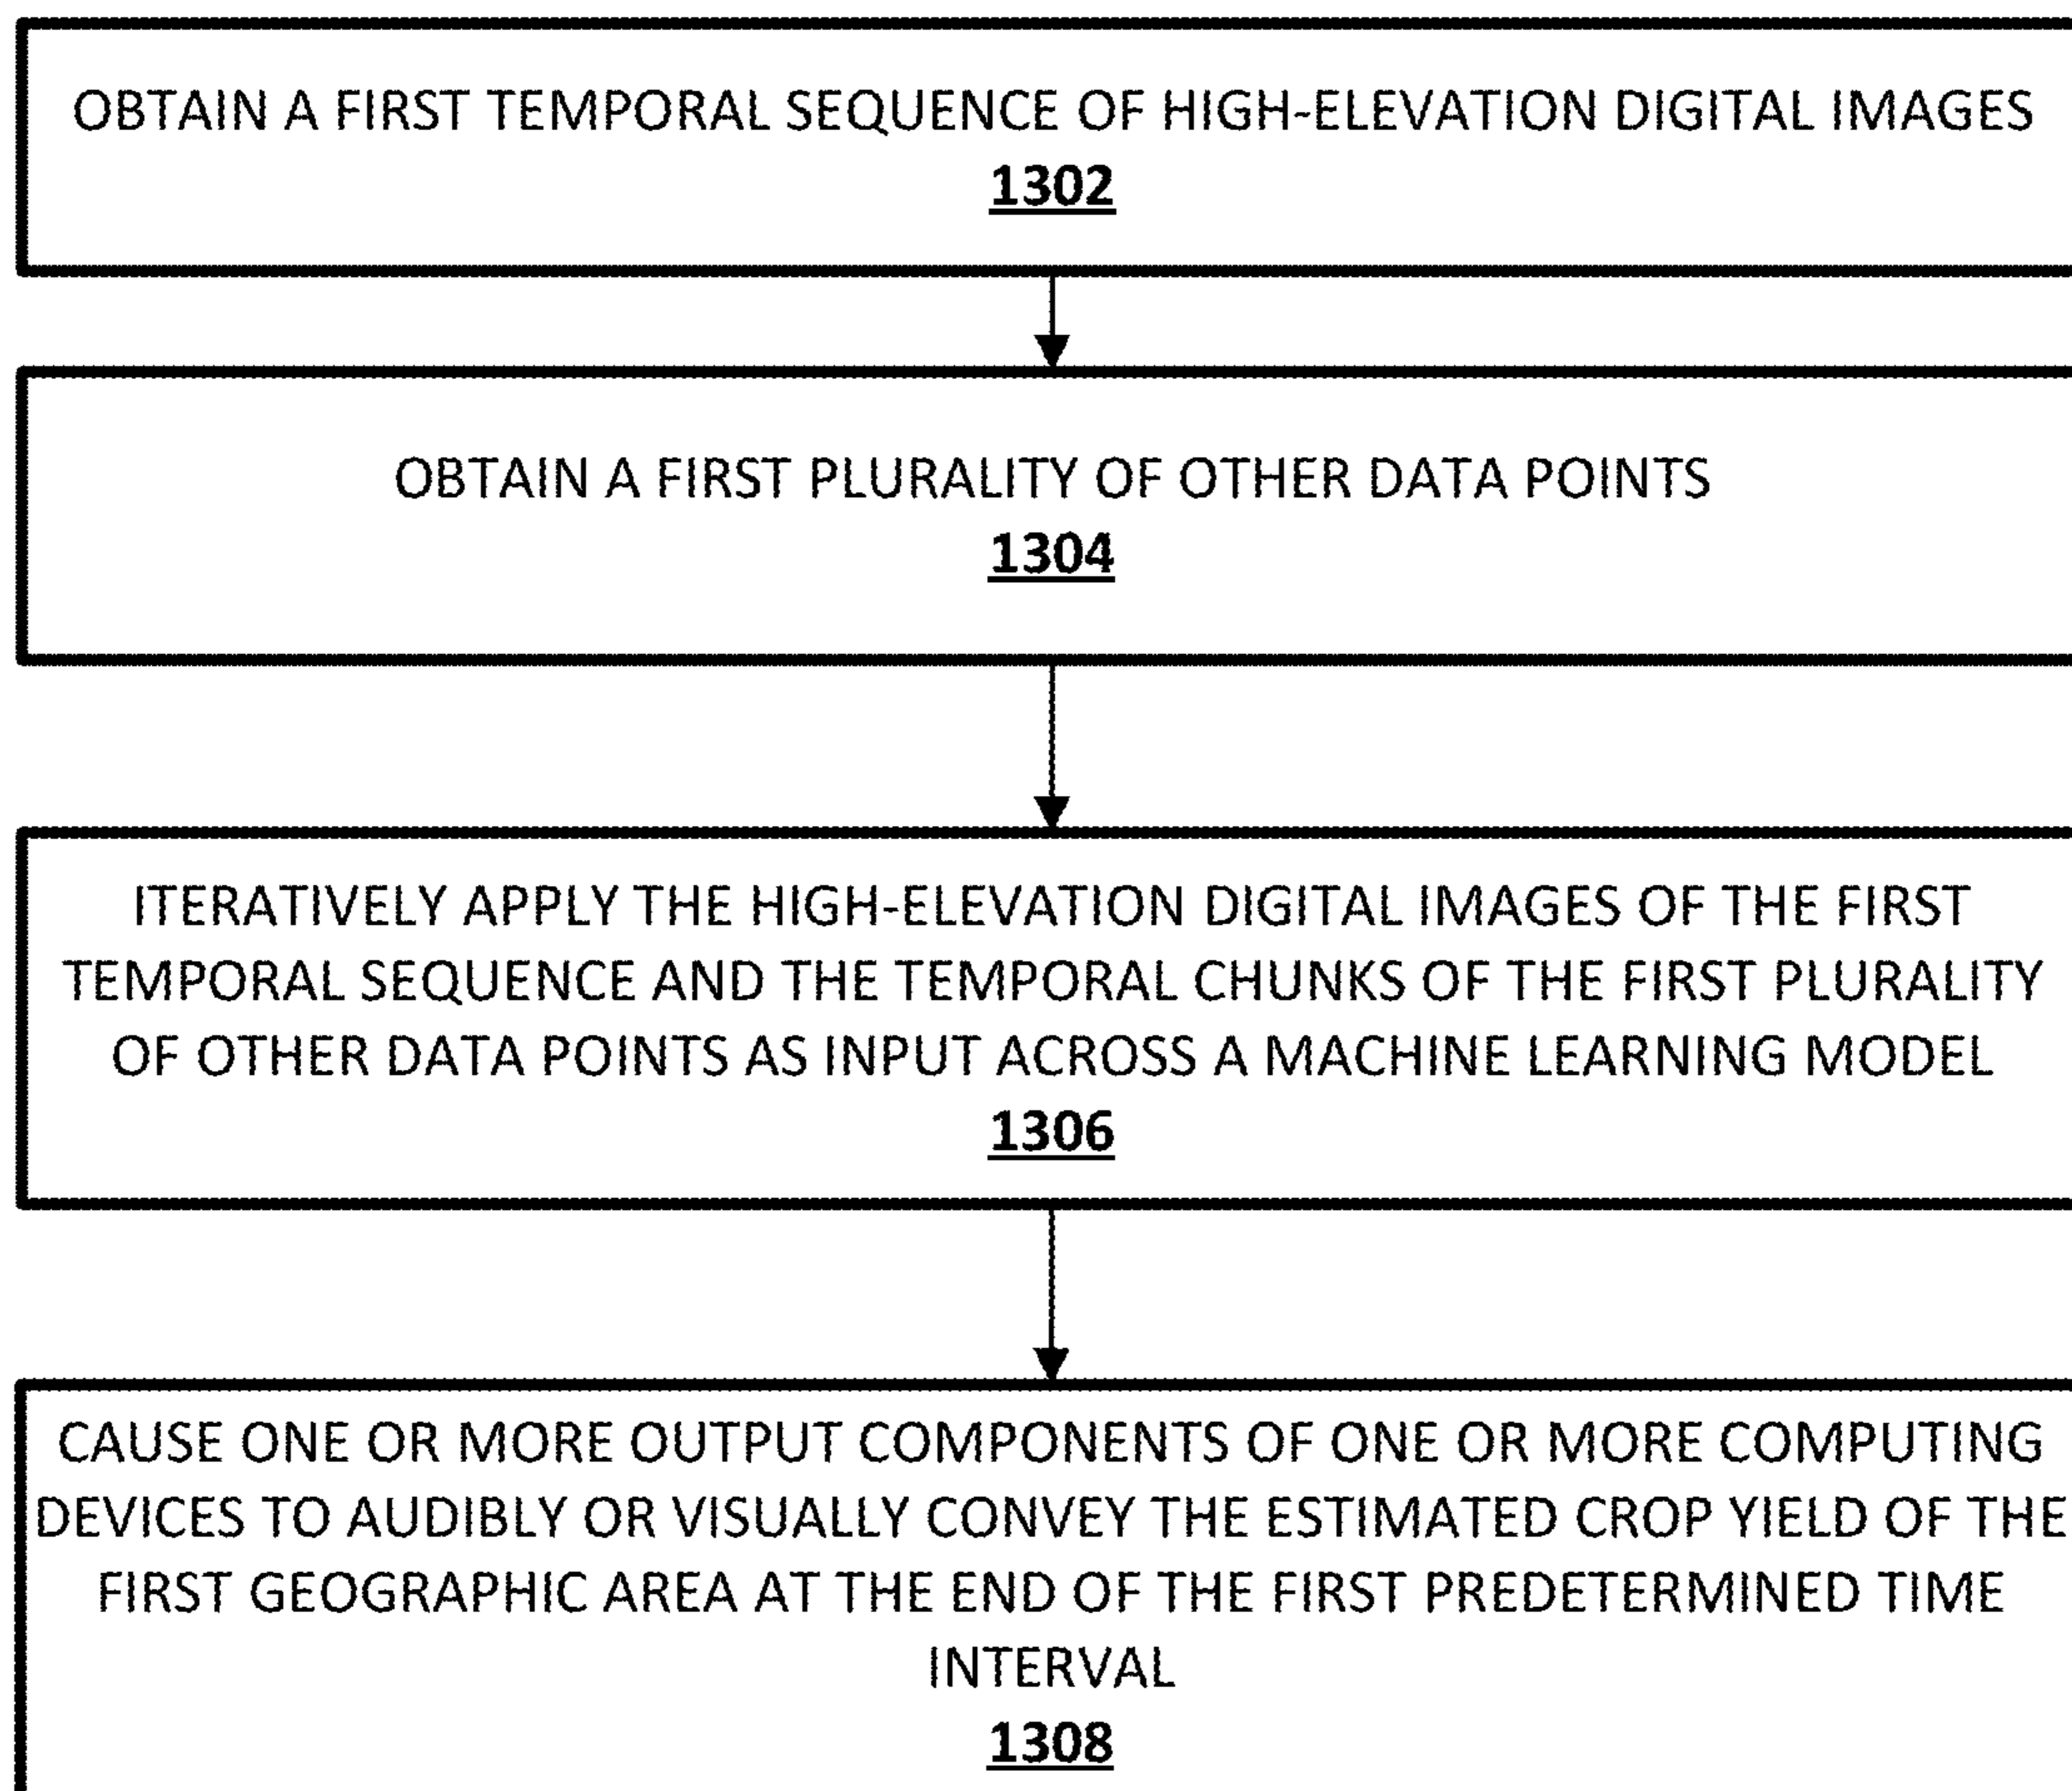 OBTAIN A FIRST TEMPORAL SEQUENCE OF HIGH-ELEVATION DIGITAL IMAGES
1302
OBTAIN A FIRST PLURALITY OF OTHER DATA POINTS
1304
ITERATIVELY APPLY THE HIGH-ELEVATION DIGITAL IMAGES OF THE FIRST
TEMPORAL SEQUENCE AND THE TEMPORAL CHUNKS OF THE FIRST PLURALITY
OF OTHER DATA POINTS AS INPUT ACROSS A MACHINE LEARNING MODEL
1306
CAUSE ONE OR MORE OUTPUT COMPONENTS OF ONE OR MORE COMPUTING
DEVICES TO AUDIBLY OR VISUALLY CONVEY THE ESTIMATED CROP YIELD OF THE
FIRST GEOGRAPHIC AREA AT THE END OF THE FIRST PREDETERMINED TIME
INTERVAL
1308